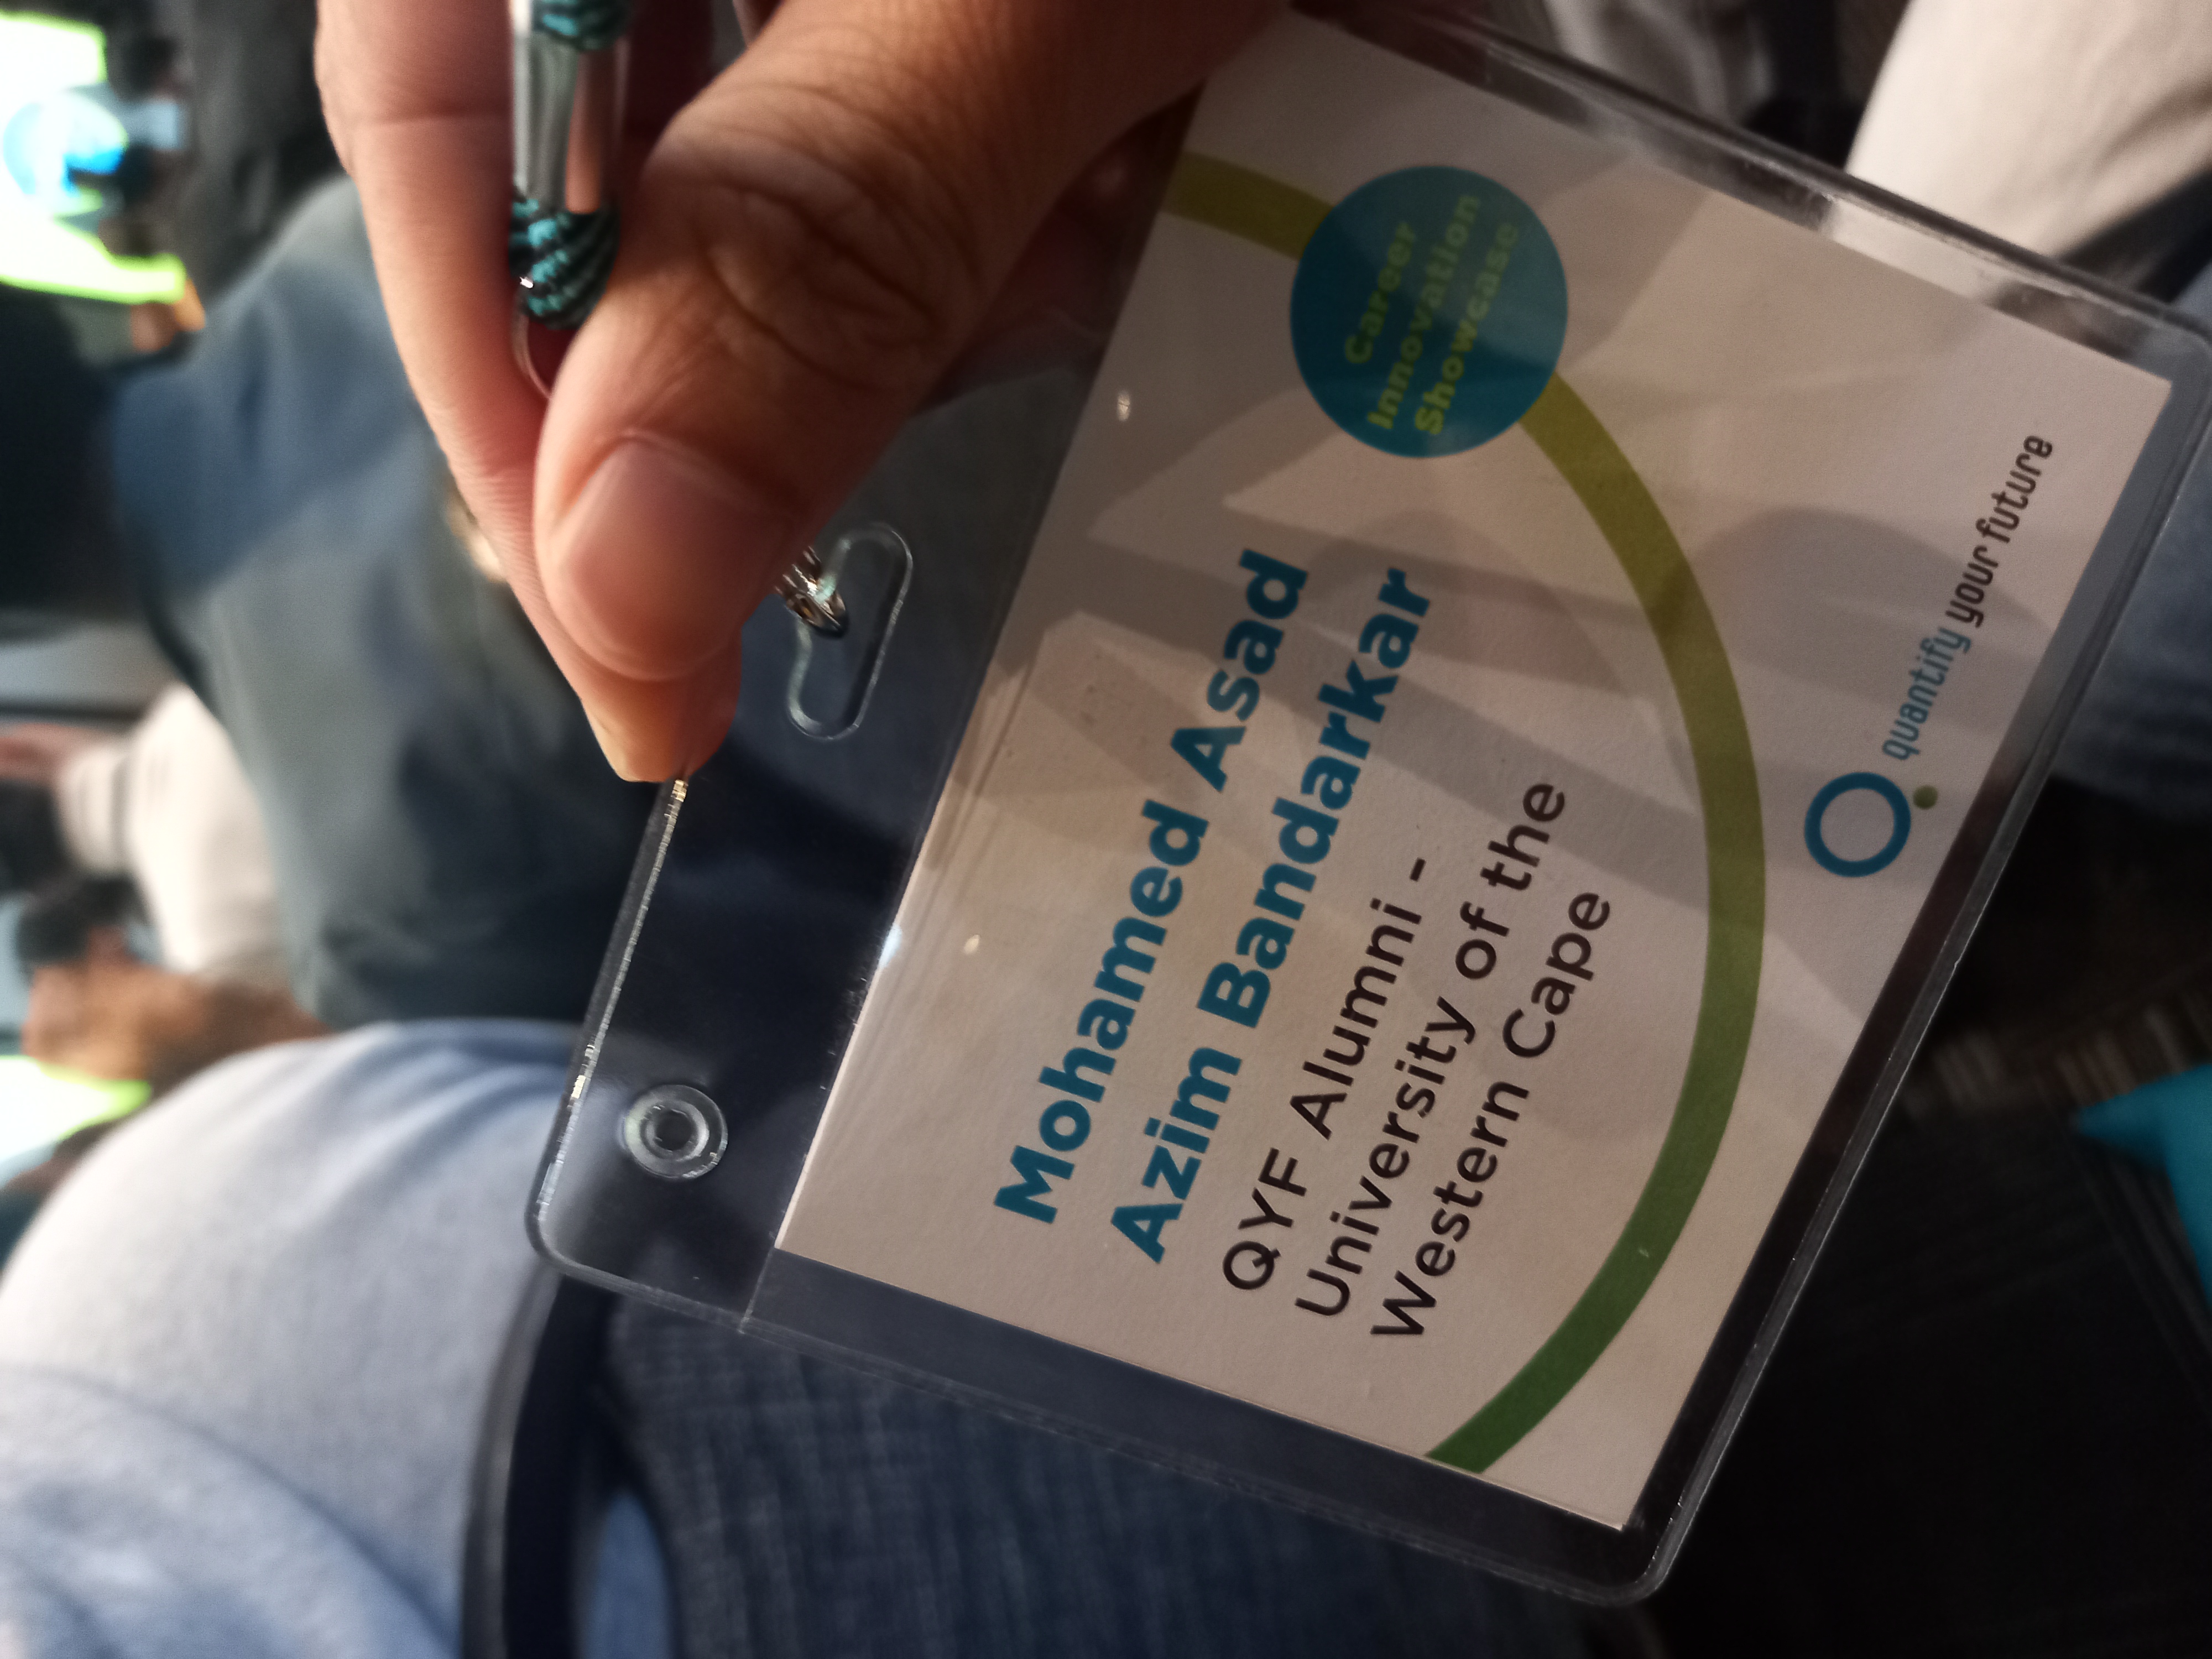 Mohamed Asad
Azim Bandarkar
QYF Alumni -
University of the
Western Cape
Career
Innovation
Showcase
quantify your future